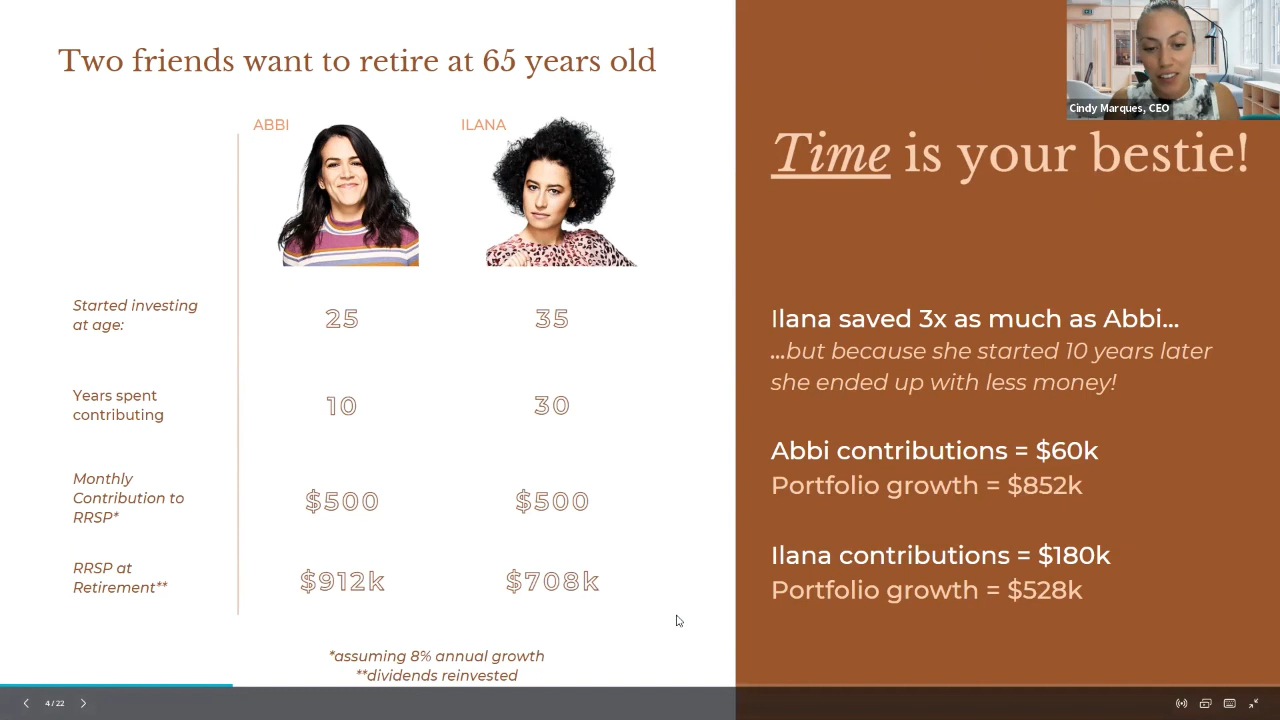 Two friends want to retire at 65 years old
ABBI
ILANA
Started investing
at age:
25
35
Years spent
contributing
10
30
Monthly
Contribution to
RRSP*
$500
$500
RRSP at
Retirement**
$912k
$708k
*assuming 8% annual growth
**dividends reinvested
Cindy Marques, CEO
Time is your bestie!
Ilana saved 3x as much as Abbi...
...but because she started 10 years later
she ended up with less money!
Abbi contributions = $60k
Portfolio growth = $852k
Ilana contributions = $180k
Portfolio growth = $528k
4 / 22